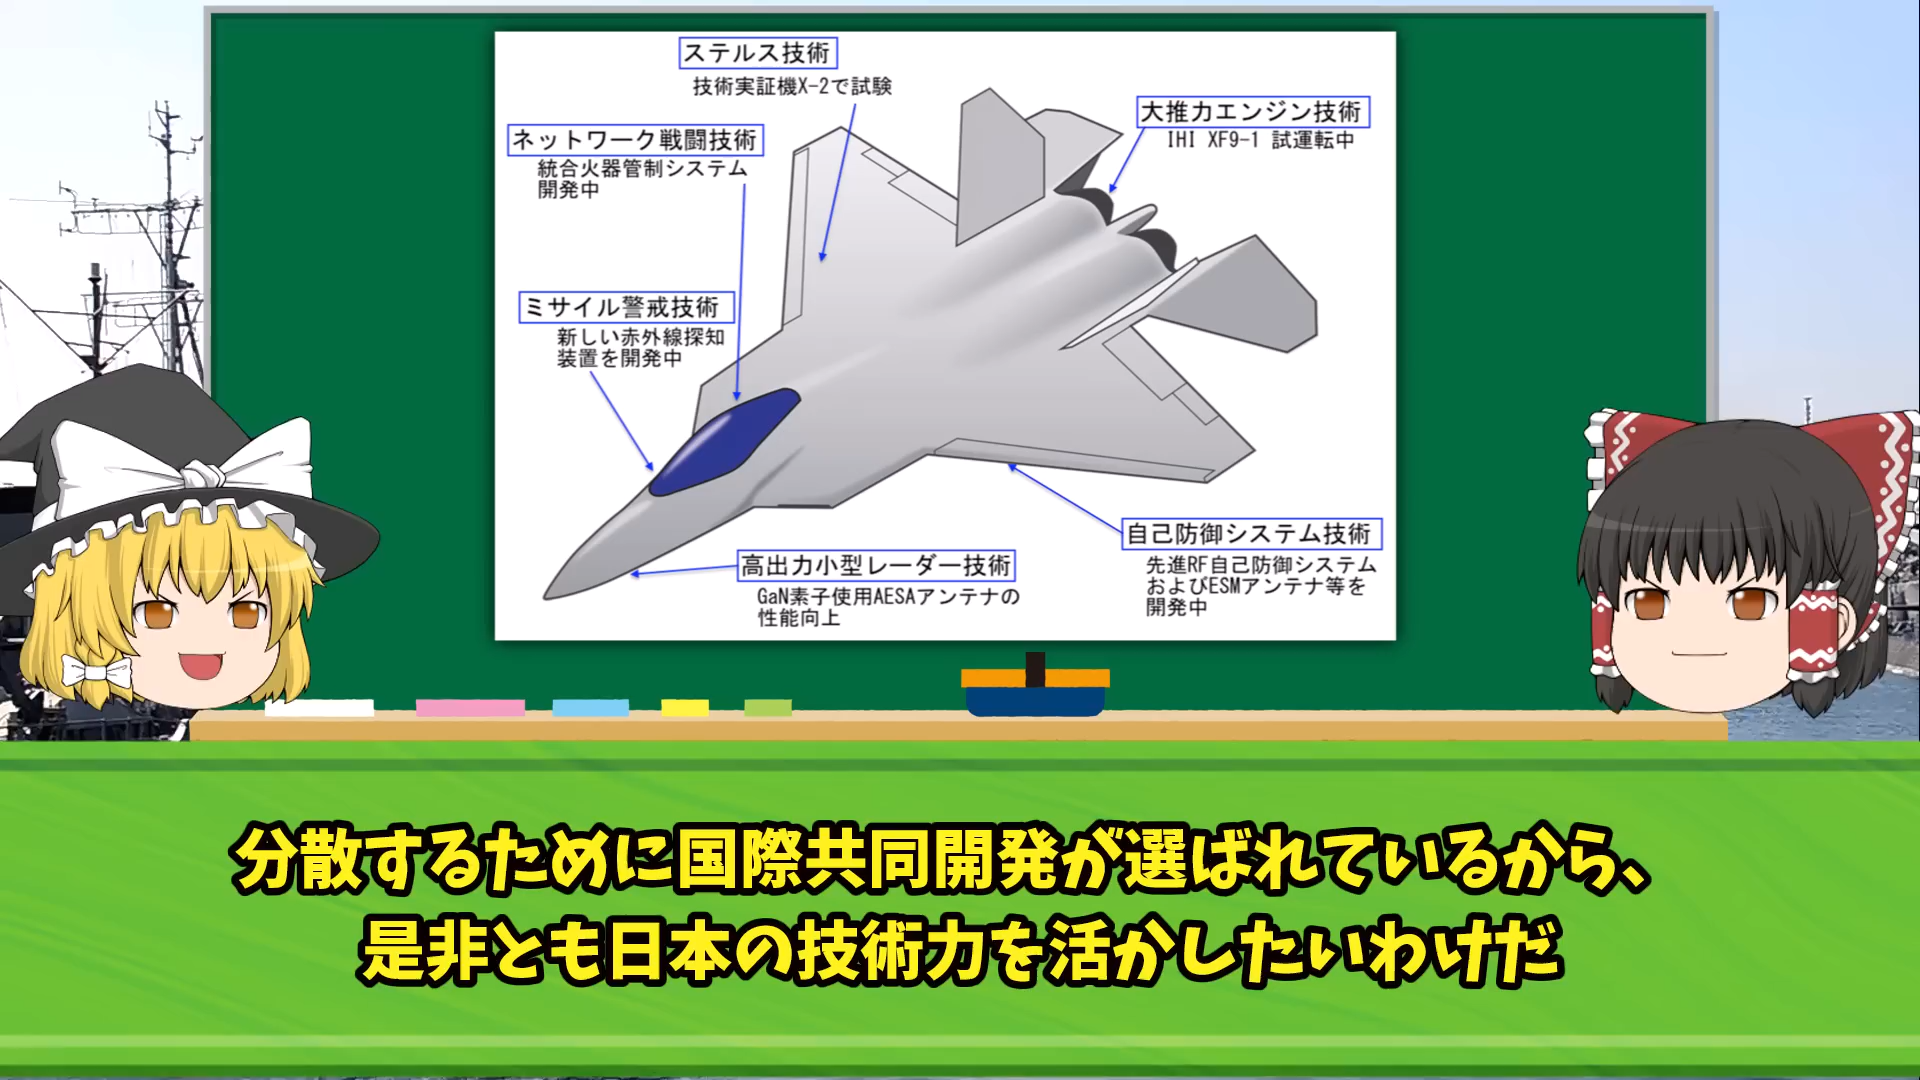 ステルス技術
技術実証機X-2で試験
ネットワーク戦闘技術
統合火器管制システム
開発中
大推力エンジン技術
IHI XF9-1 試運転中
ミサイル警戒技術
新しい赤外線探知
装置を開発中
自己防御システム技術
先進RF自己防御システム
およびESMアンテナ等を
開発中
高出力小型レーダー技術
GaN素子使用AESAアンテナの
性能向上
分散するために国際共同開発が選ばれているから、
是非とも日本の技術力を活かしたいわけだ